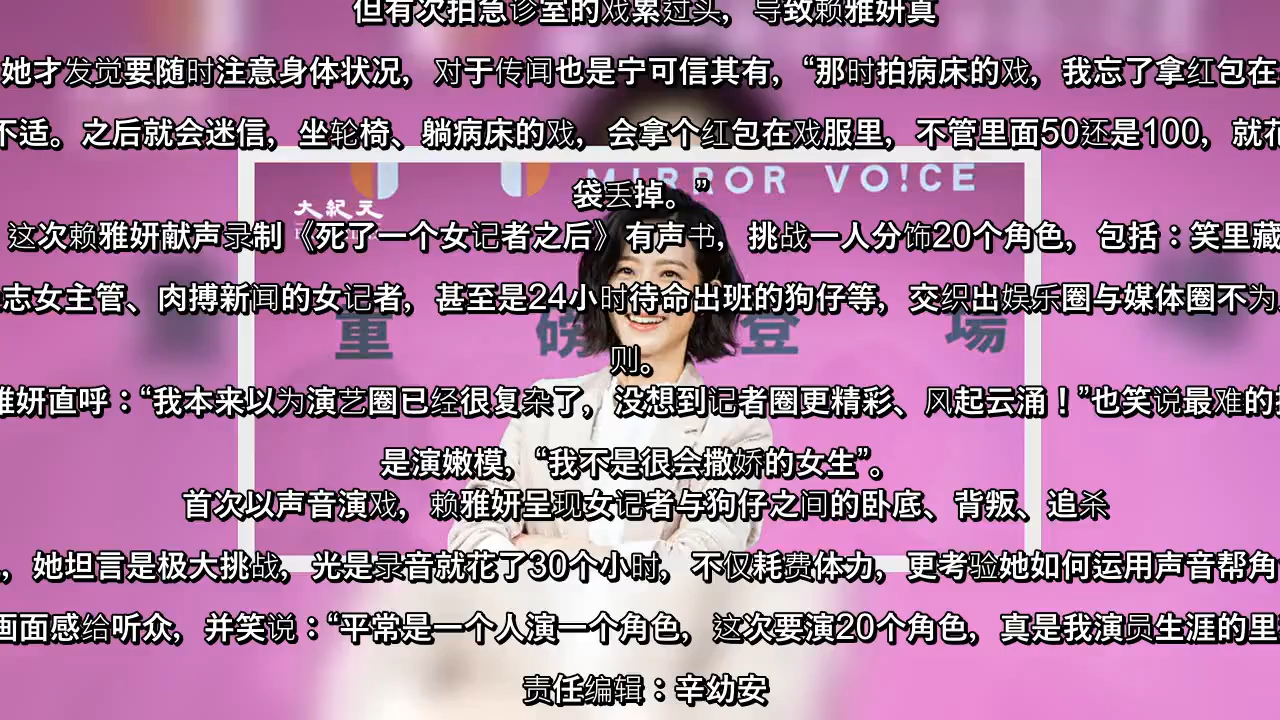 但有次拍急诊室的戏累过头，导致赖雅妍真
她才发觉要随时注意身体状况，对于传闻也是宁可信其有，“那时拍病床的戏，我忘了拿红包在
不适。之后就会迷信，坐轮椅、躺病床的戏，会拿个红包在戏服里，不管里面50还是100，就花
MIRROR VO!CE
袋丢掉。”
大紀元
这次赖雅妍献声录制《死了一个女记者之后》有声书，挑战一人分饰20个角色，包括：笑里藏
志女主管、肉搏新闻的女记者，甚至是24小时待命出班的狗仔等，交织出娱乐圈与媒体圈不为
重磅登場
则。
雅妍直呼：“我本来以为演艺圈已经很复杂了，没想到记者圈更精彩、风起云涌！”也笑说最难的
是演嫩模，“我不是很会撒娇的女生”。
首次以声音演戏，赖雅妍呈现女记者与狗仔之间的卧底、背叛、追杀
，她坦言是极大挑战，光是录音就花了30个小时，不仅耗费体力，更考验她如何运用声音帮角
画面感给听众，并笑说：“平常是一个人演一个角色，这次要演20个角色，真是我演员生涯的里
责任编辑：辛幼安